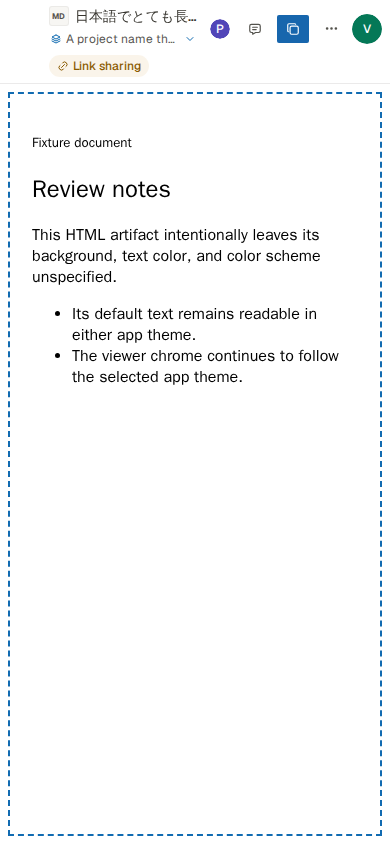 MD 日本語でとても長...
A project name th...
Link sharing
P
V
Fixture document
Review notes
This HTML artifact intentionally leaves its
background, text color, and color scheme
unspecified.
• Its default text remains readable in
either app theme.
• The viewer chrome continues to follow
the selected app theme.